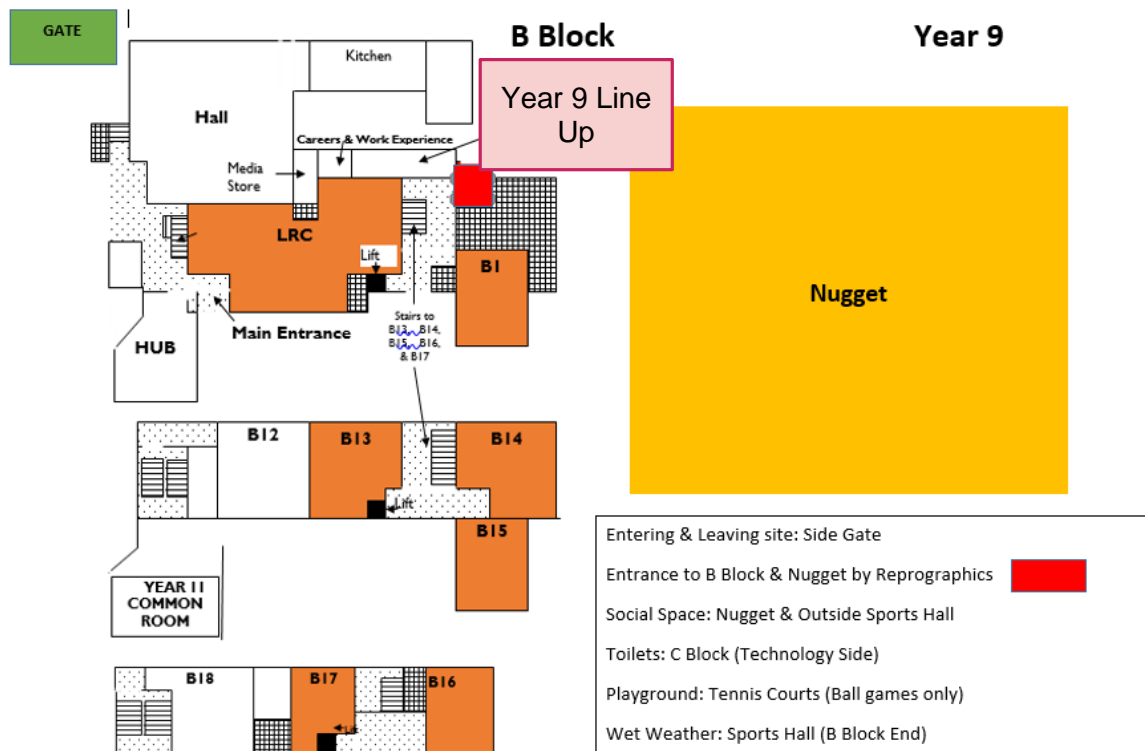 GATE
B Block
Year 9
Kitchen
Year 9 Line
Up
Hall
Careers & Work Experience
Media
Store
LRC
Lift
B1
Nugget
Stairs to
B13, B14,
B15, B16,
& B17
Main Entrance
HUB
B12
B13
B14
Lift
B15
Entering & Leaving site: Side Gate
Entrance to B Block & Nugget by Reprographics
Social Space: Nugget & Outside Sports Hall
Toilets: C Block (Technology Side)
Playground: Tennis Courts (Ball games only)
Wet Weather: Sports Hall (B Block End)
YEAR 11
COMMON
ROOM
B18
B17
B16
Lift